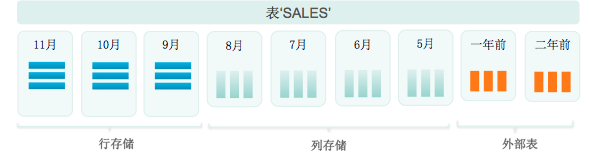 表‘SALES’
11月
10月
9月
8月
7月
6月
5月
一年前
二年前
行存储
列存储
外部表